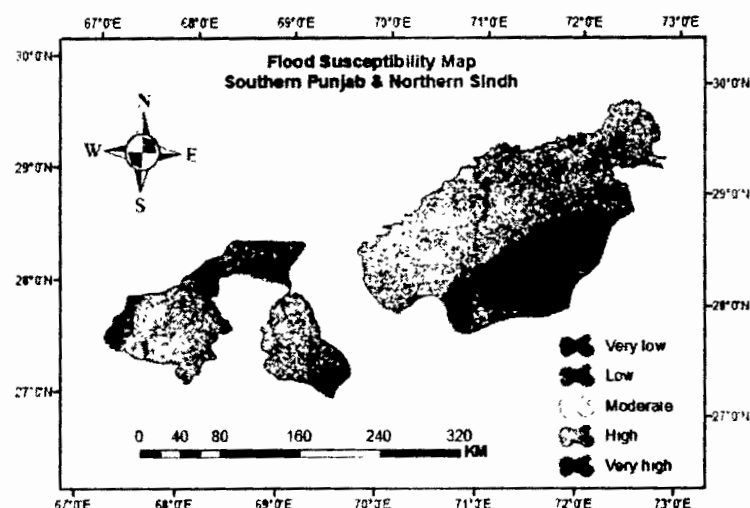 67°0'E 68°0'E 69°0'E 70°0'E 71°0'E 72°0'E 73°0'E
30°0'N
Flood Susceptibility Map
Southern Punjab & Northern Sindh
30°0'N
N
W E
S
29°0'N
29°0'N
28°0'N
28°0'N
Very low
Low
Moderate
High
Very high
27°0'N
27°0'N
0 40 80 160 240 320
KM
67°0'E 68°0'E 69°0'E 70°0'E 71°0'E 72°0'E 73°0'E